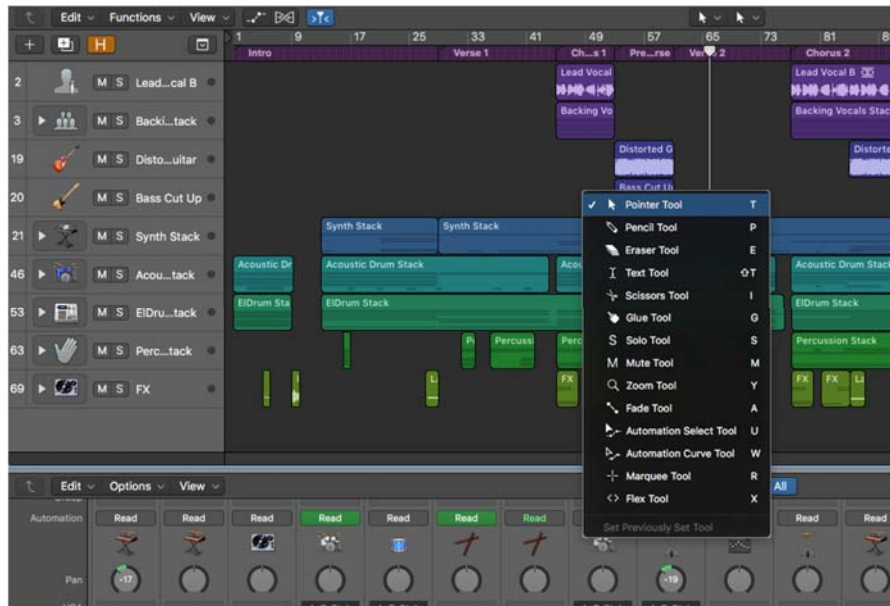 Edit Functions View
H
1 9 17 25 33 41 49 57 65 73 81
Intro Verse 1 Ch...s 1 Pre...rse Ver 2 Chorus 2
2 M S Lead...cal B
Lead Vocal
Lead Vocal B
3 M S Backi...tack
Backing Vo
Backing Vocals Stac
19 M S Disto...uitar
Distorted G
Distorte
20 M S Bass Cut Up
Bass Cut U
21 M S Synth Stack
Synth Stack
Synth Stack
46 M S Acou...tack
Acoustic Dr
Acoustic Drum Stack
Acou
Acoustic Drum Stack
53 M S ElDru...tack
ElDrum Sta
ElDrum Stack
ElDrum Stack
63 M S Perc...tack
Pe
Percussi
Perc
Percussion Stack
69 M S FX
FX
FX
FX
La
✓ Pointer Tool T
Pencil Tool P
Eraser Tool E
Text Tool ⇧T
Scissors Tool I
Glue Tool G
S Solo Tool S
M Mute Tool M
Zoom Tool Y
Fade Tool A
Automation Select Tool U
Automation Curve Tool W
Marquee Tool R
Flex Tool X
Set Previously Set Tool
Edit Options View
All
Automation Read Read Read Read Read Read Read Read Read
Pan -17 -19